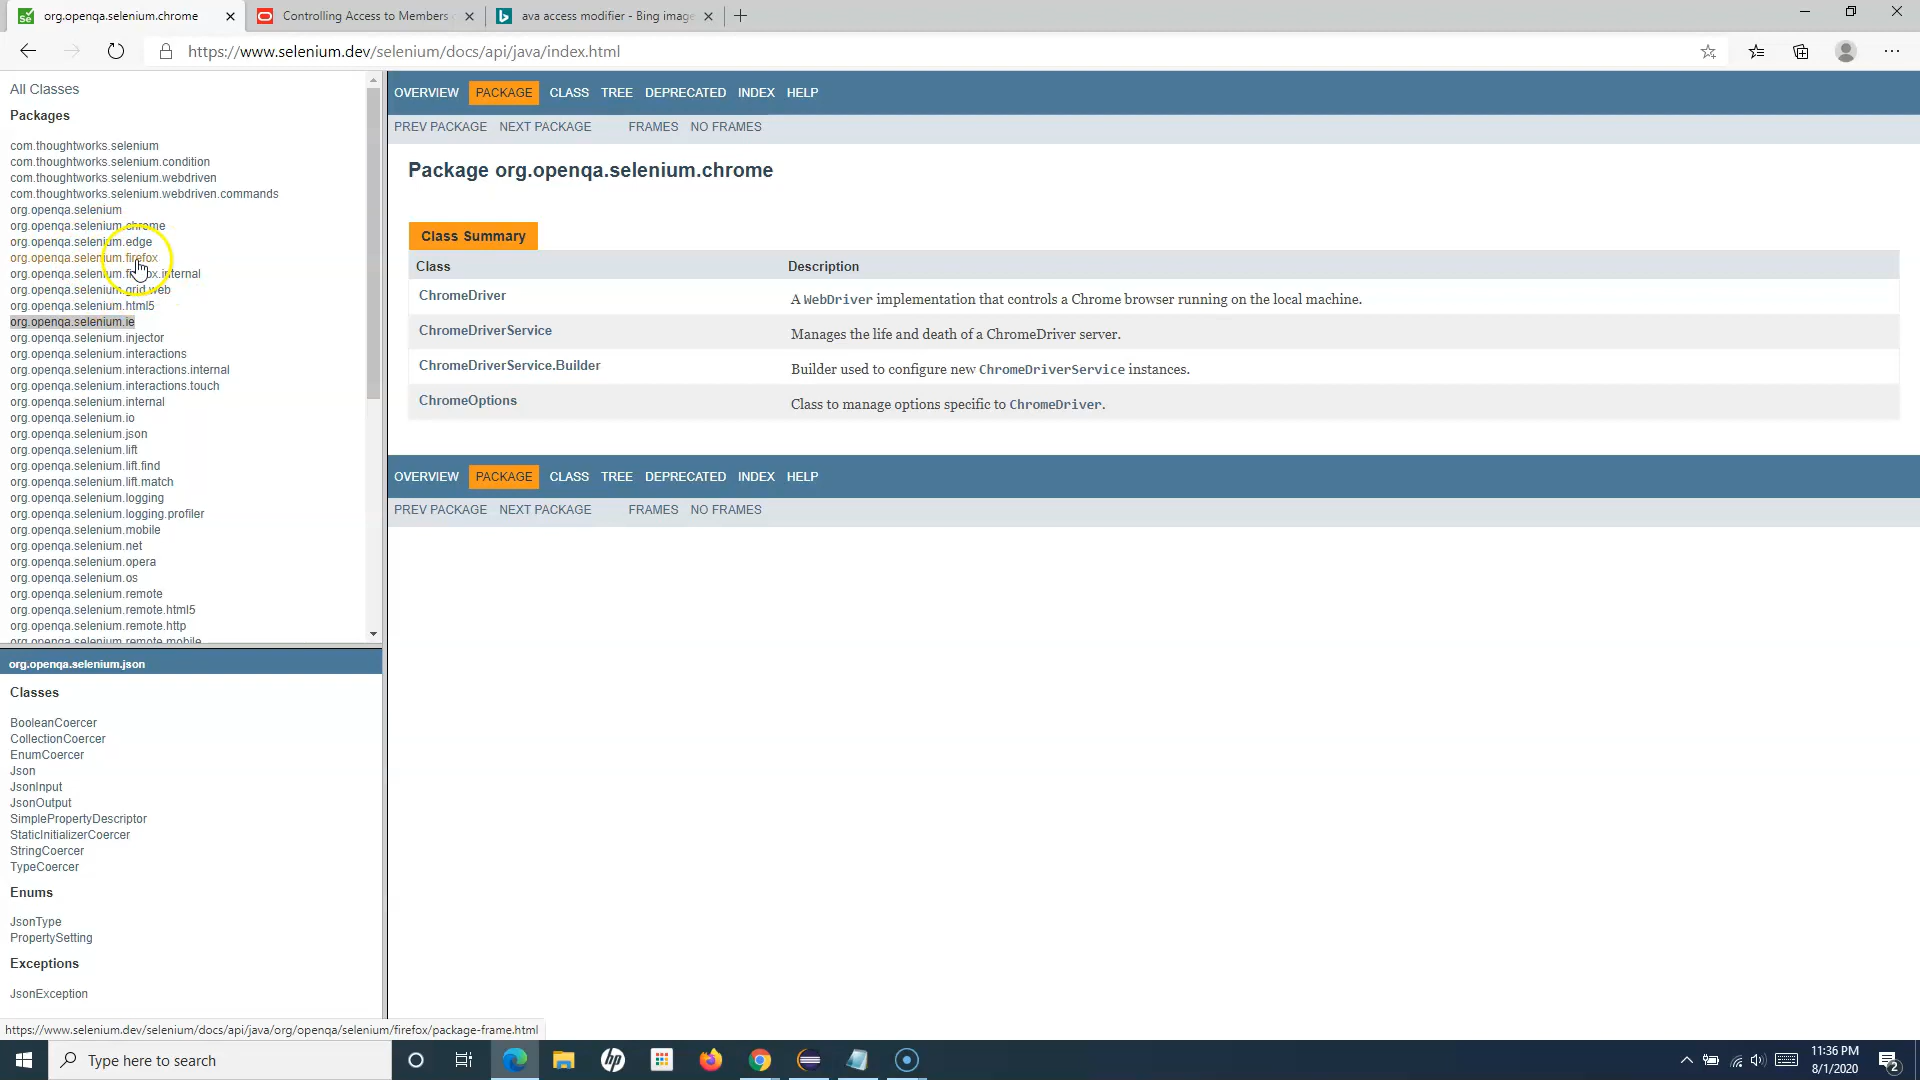 org.openqa.selenium.chrome
Controlling Access to Members
ava access modifier - Bing image
https://www.selenium.dev/selenium/docs/api/java/index.html
All Classes
Packages
com.thoughtworks.selenium
com.thoughtworks.selenium.condition
com.thoughtworks.selenium.webdriven
com.thoughtworks.selenium.webdriven.commands
org.openqa.selenium
org.openqa.selenium.chrome
org.openqa.selenium.edge
org.openqa.selenium.firefox
org.openqa.selenium.firefox.internal
org.openqa.selenium.grid.web
org.openqa.selenium.html5
org.openqa.selenium.ie
org.openqa.selenium.injector
org.openqa.selenium.interactions
org.openqa.selenium.interactions.internal
org.openqa.selenium.interactions.touch
org.openqa.selenium.internal
org.openqa.selenium.io
org.openqa.selenium.json
org.openqa.selenium.lift
org.openqa.selenium.lift.find
org.openqa.selenium.lift.match
org.openqa.selenium.logging
org.openqa.selenium.logging.profiler
org.openqa.selenium.mobile
org.openqa.selenium.net
org.openqa.selenium.opera
org.openqa.selenium.os
org.openqa.selenium.remote
org.openqa.selenium.remote.html5
org.openqa.selenium.remote.http
org.openqa.selenium.remote.mobile
org.openqa.selenium.json
Classes
BooleanCoercer
CollectionCoercer
EnumCoercer
Json
JsonInput
JsonOutput
SimplePropertyDescriptor
StaticInitializerCoercer
StringCoercer
TypeCoercer
Enums
JsonType
PropertySetting
Exceptions
JsonException
https://www.selenium.dev/selenium/docs/api/java/org/openqa/selenium/firefox/package-frame.html
OVERVIEW PACKAGE CLASS TREE DEPRECATED INDEX HELP
PREV PACKAGE NEXT PACKAGE FRAMES NO FRAMES
Package org.openqa.selenium.chrome
Class Summary
Class Description
ChromeDriver A WebDriver implementation that controls a Chrome browser running on the local machine.
ChromeDriverService Manages the life and death of a ChromeDriver server.
ChromeDriverService.Builder Builder used to configure new ChromeDriverService instances.
ChromeOptions Class to manage options specific to ChromeDriver.
OVERVIEW PACKAGE CLASS TREE DEPRECATED INDEX HELP
PREV PACKAGE NEXT PACKAGE FRAMES NO FRAMES
Type here to search
hp
11:36 PM
8/1/2020
2